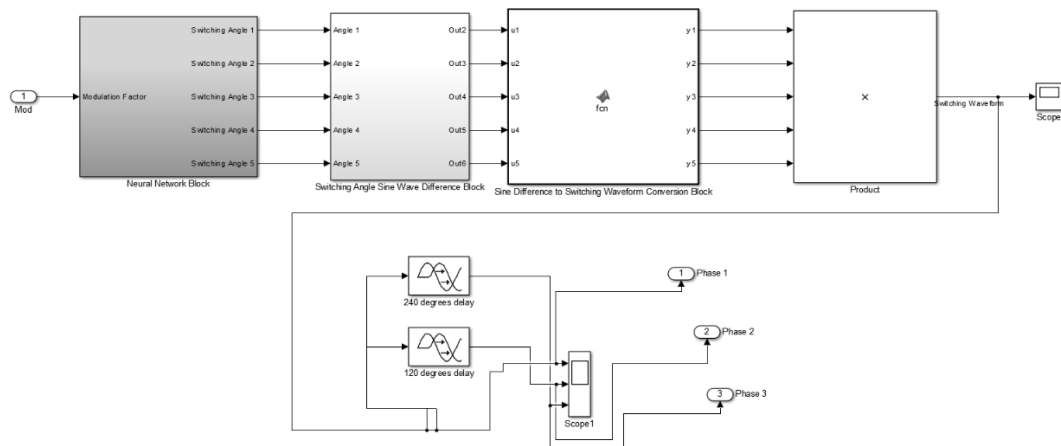 1
Mod
Modulation Factor
Switching Angle 1
Switching Angle 2
Switching Angle 3
Switching Angle 4
Switching Angle 5
Neural Network Block
Angle 1
Angle 2
Angle 3
Angle 4
Angle 5
Out2
Out3
Out4
Out5
Out6
Switching Angle Sine Wave Difference Block
u1
u2
u3
u4
u5
fcn
y1
y2
y3
y4
y5
Sine Difference to Switching Waveform Conversion Block
×
Product
Switching Waveform
Scope
240 degrees delay
120 degrees delay
Scope1
1
Phase 1
2
Phase 2
3
Phase 3